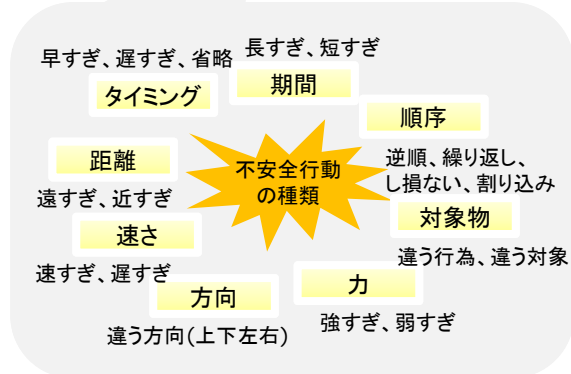 早すぎ、遅すぎ、省略
タイミング
長すぎ、短すぎ
期間
順序
逆順、繰り返し、
し損ない、割り込み
距離
遠すぎ、近すぎ
不安全行動
の種類
対象物
違う行為、違う対象
速さ
速すぎ、遅すぎ
方向
違う方向(上下左右)
力
強すぎ、弱すぎ